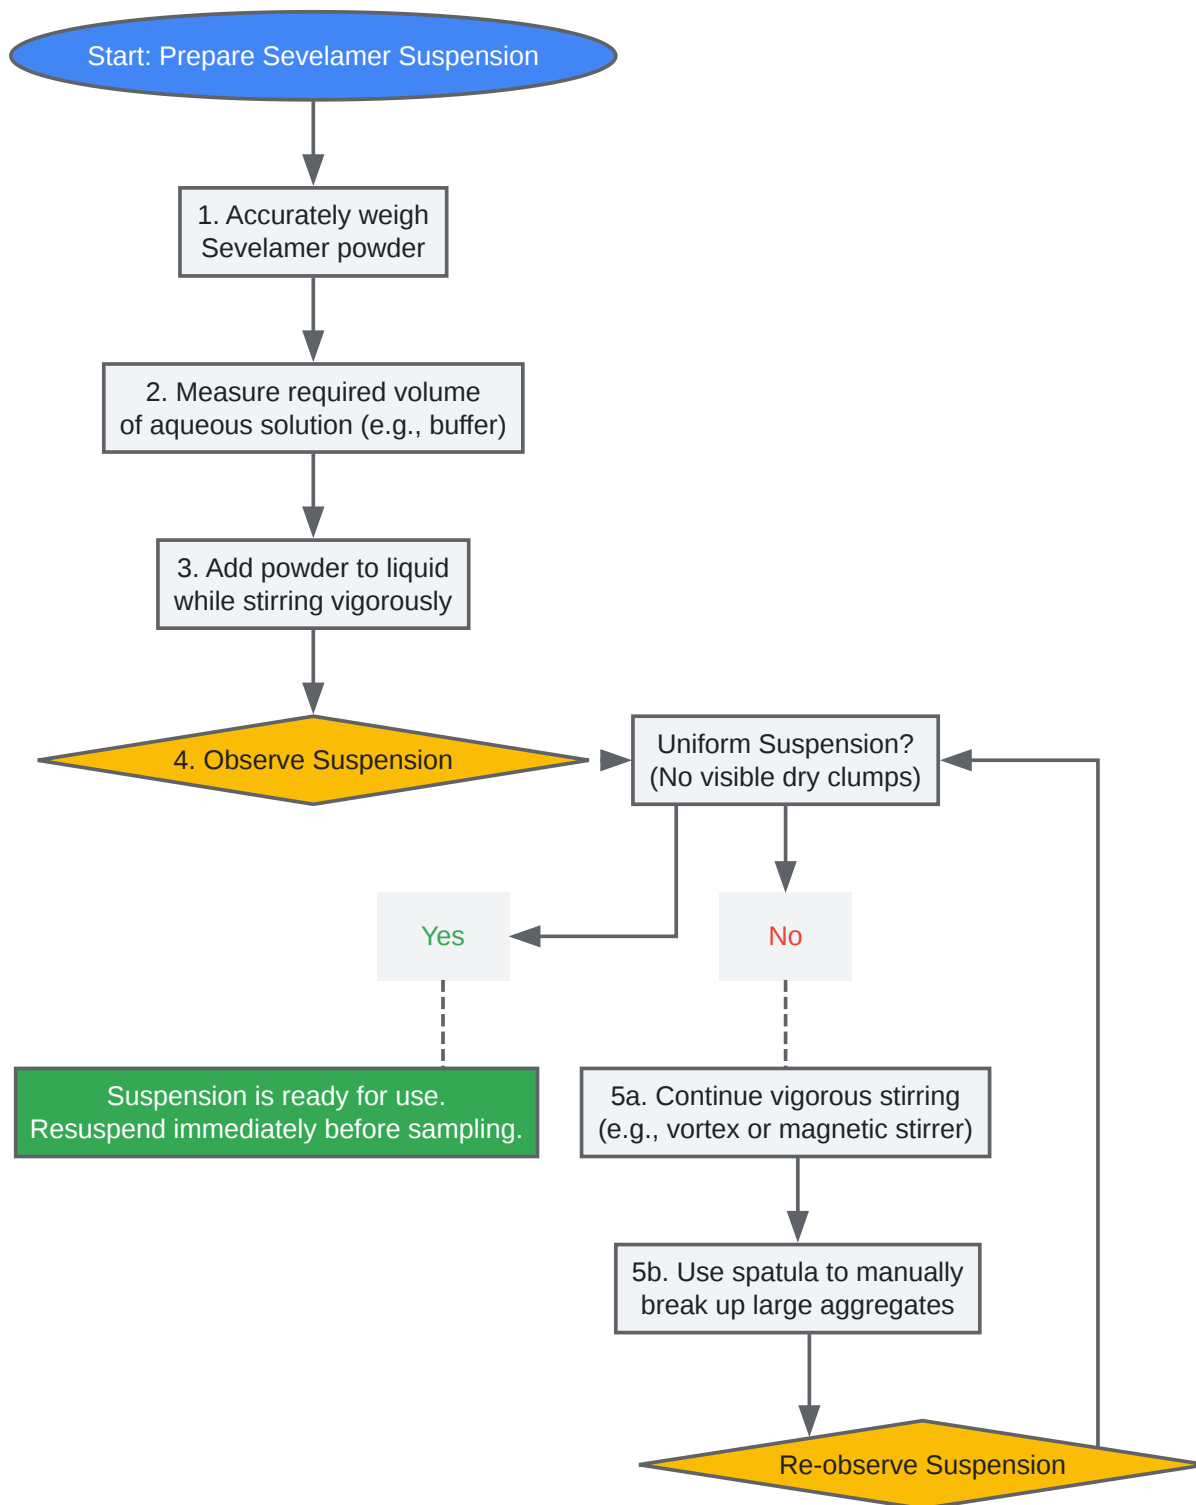 Start: Prepare Sevelamer Suspension
1. Accurately weigh
Sevelamer powder
2. Measure required volume
of aqueous solution (e.g., buffer)
3. Add powder to liquid
while stirring vigorously
4. Observe Suspension
Uniform Suspension?
(No visible dry clumps)
Yes
No
Suspension is ready for use.
Resuspend immediately before sampling.
5a. Continue vigorous stirring
(e.g., vortex or magnetic stirrer)
5b. Use spatula to manually
break up large aggregates
Re-observe Suspension